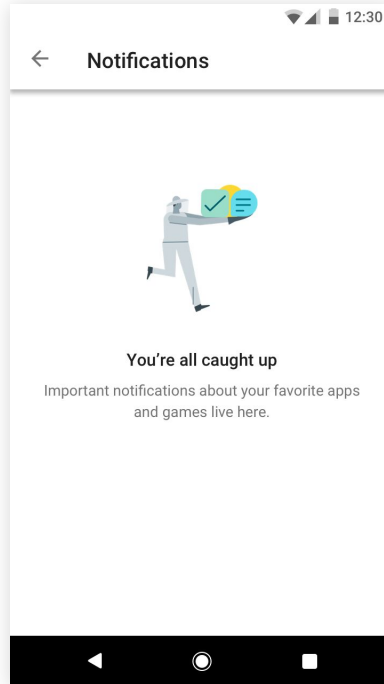 12:30
Notifications
You’re all caught up
Important notifications about your favorite apps
and games live here.